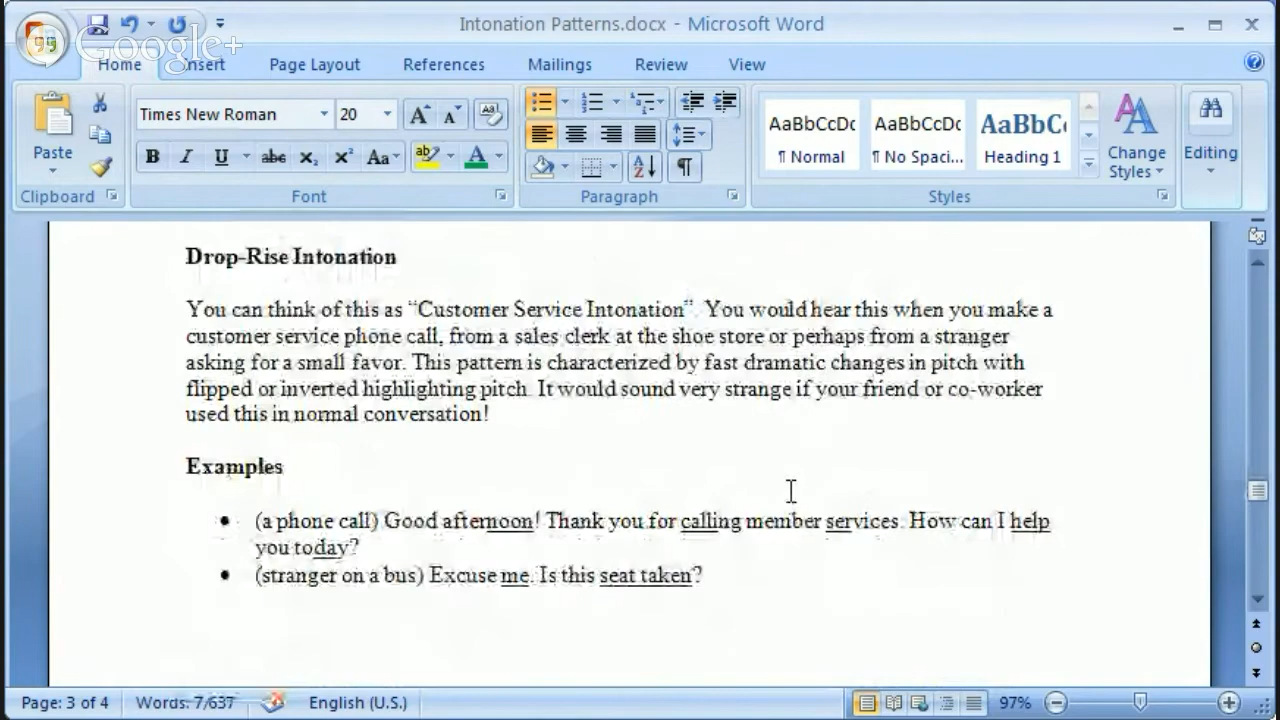 Intonation Patterns.docx - Microsoft Word
Google+
Home Insert Page Layout References Mailings Review View
Times New Roman 20
AaBbCcDc AaBbCcDc AaBbC
Paste
¶ Normal ¶ No Spaci... Heading 1
Change Styles
Editing
Clipboard Font Paragraph Styles
Drop-Rise Intonation
You can think of this as “Customer Service Intonation”. You would hear this when you make a
customer service phone call, from a sales clerk at the shoe store or perhaps from a stranger
asking for a small favor. This pattern is characterized by fast dramatic changes in pitch with
flipped or inverted highlighting pitch. It would sound very strange if your friend or co-worker
used this in normal conversation!
Examples
• (a phone call) Good afternoon! Thank you for calling member services. How can I help
you today?
• (stranger on a bus) Excuse me. Is this seat taken?
Page: 3 of 4 Words: 7/637 English (U.S.) 97%